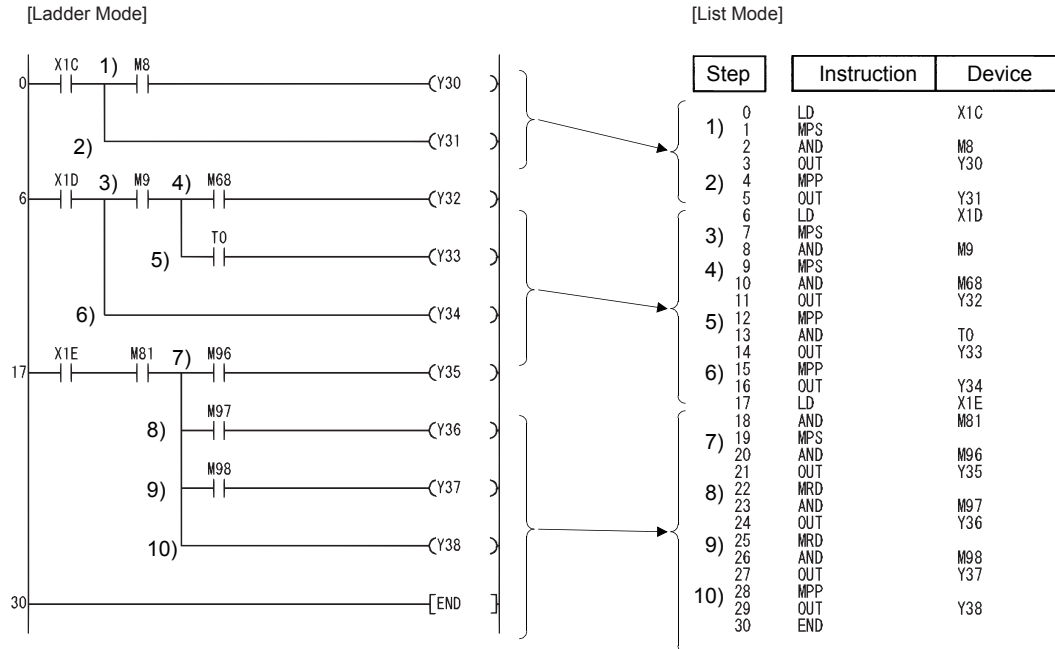 [Ladder Mode]
X1C 1) M8
0 Y30
2) Y31
X1D 3) M9 4) M68
6 Y32
T0
5) Y33
6) Y34
X1E M81 7) M96
17 Y35
M97
8) Y36
M98
9) Y37
10) Y38
30 [END ]
[List Mode]
Step Instruction Device
0 LD X1C
1) 1 MPS
2 AND M8
3 OUT Y30
2) 4 MPP
5 OUT Y31
6 LD X1D
3) 7 MPS
8 AND M9
4) 9 MPS
10 AND M68
11 OUT Y32
5) 12 MPP
13 AND T0
14 OUT Y33
6) 15 MPP
16 OUT Y34
17 LD X1E
18 AND M81
7) 19 MPS
20 AND M96
21 OUT Y35
8) 22 MRD
23 AND M97
24 OUT Y36
9) 25 MRD
26 AND M98
27 OUT Y37
10) 28 MPP
29 OUT Y38
30 END